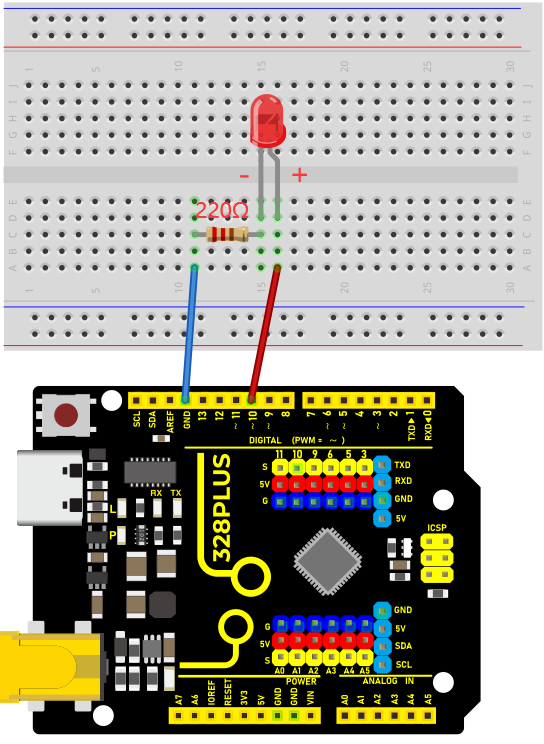 1 5 10 15 20 25 30
J J
I I
H H
G G
F F
- +
220Ω
E E
D D
C C
B B
A A
1 5 10 15 20 25 30
SCL SDA AREF GND 13 12 ~11 ~10 ~9 8 7 ~6 ~5 4 ~3 2 TXD▶1 RXD◀0
DIGITAL (PWM = ~)
11 10 9 6 5 3
S TXD
5V RXD
G GND
5V
RX TX
L
P
328PLUS
ICSP
GND
G 5V
5V SDA
S SCL
A0 A1 A2 A3 A4 A5
POWER ANALOG IN
A7 A6 IOREF RESET 3V3 5V GND GND VIN A0 A1 A2 A3 A4 A5